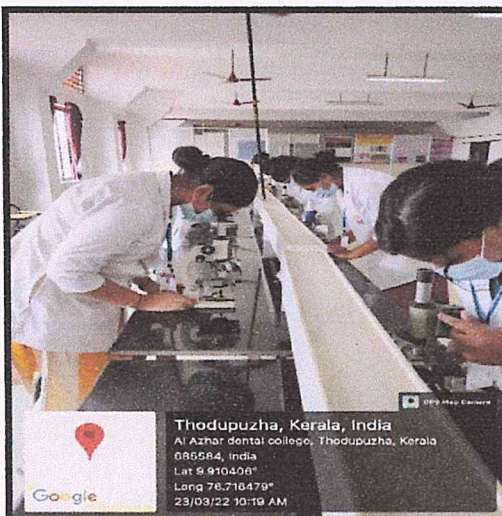 GPS Map Camera
Thodupuzha, Kerala, India
Al Azhar dental college, Thodupuzha, Kerala
685584, India
Lat 9.910406°
Long 76.716479°
23/03/22 10:19 AM
Google